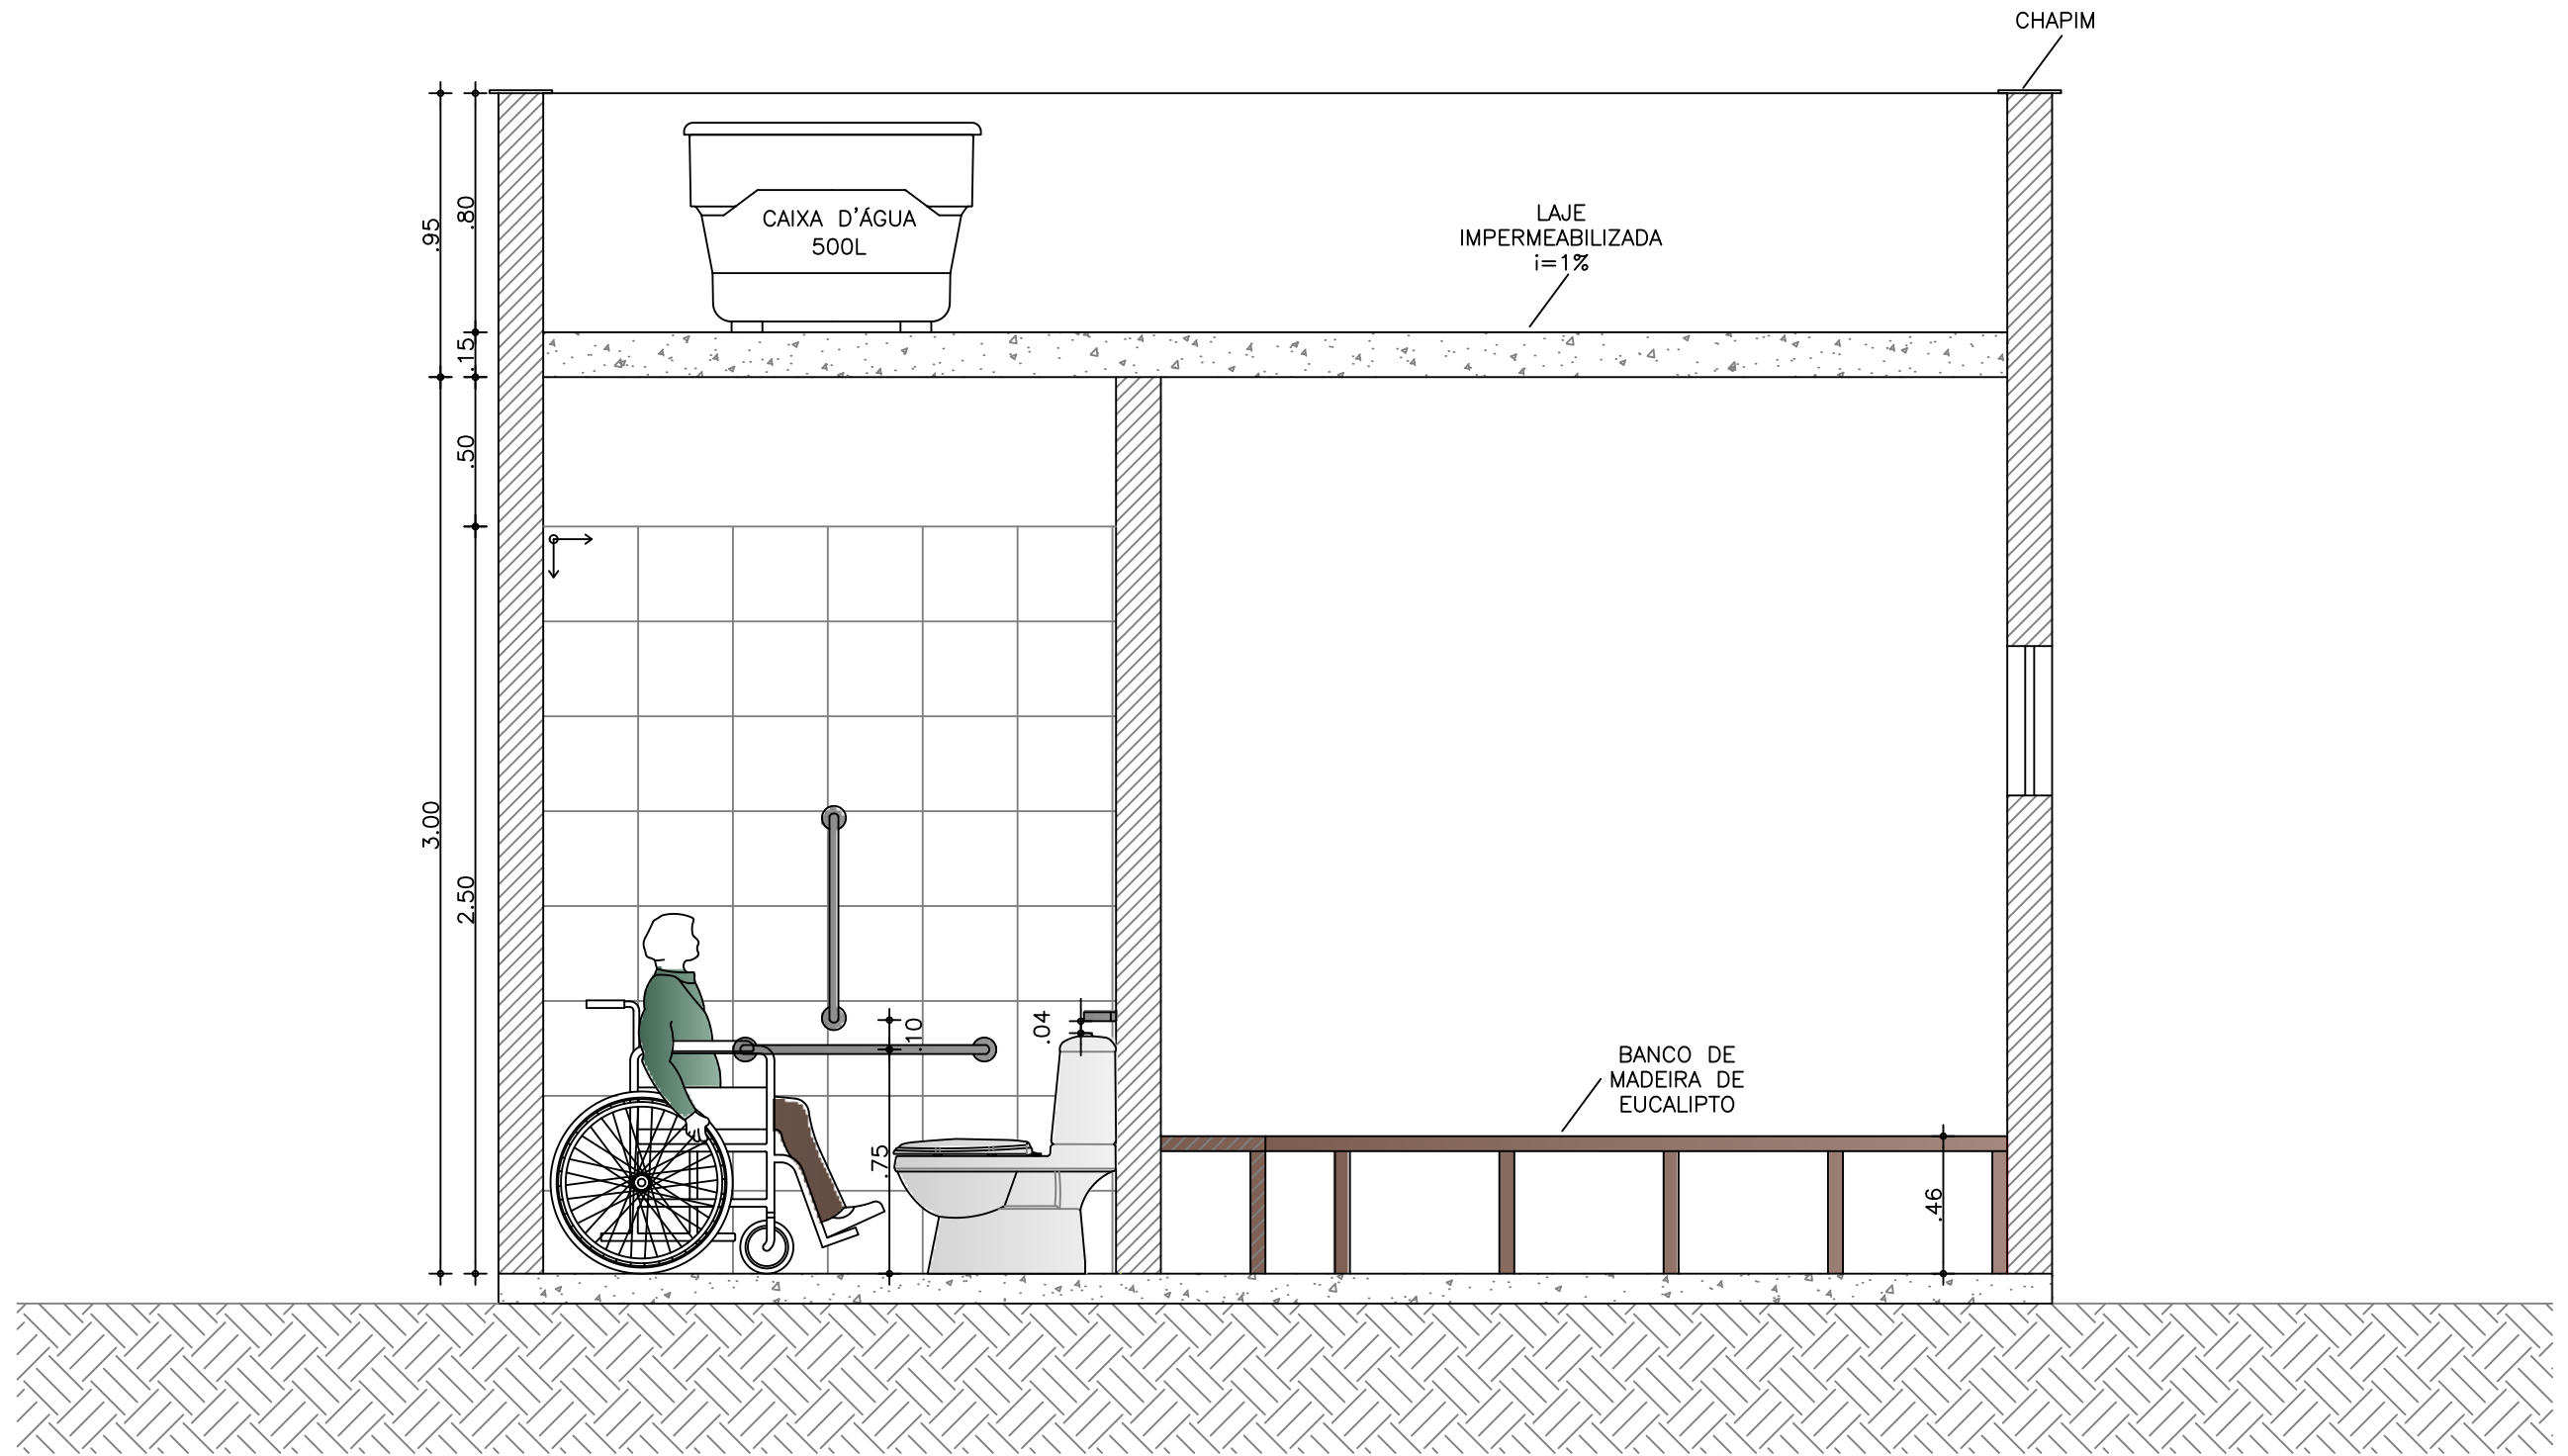 CHAPIM
.95
.80
CAIXA D'ÁGUA
500L
LAJE
IMPERMEABILIZADA
i=1%
.15
.50
3.00
2.50
.10
.04
.75
BANCO DE
MADEIRA DE
EUCALIPTO
.46